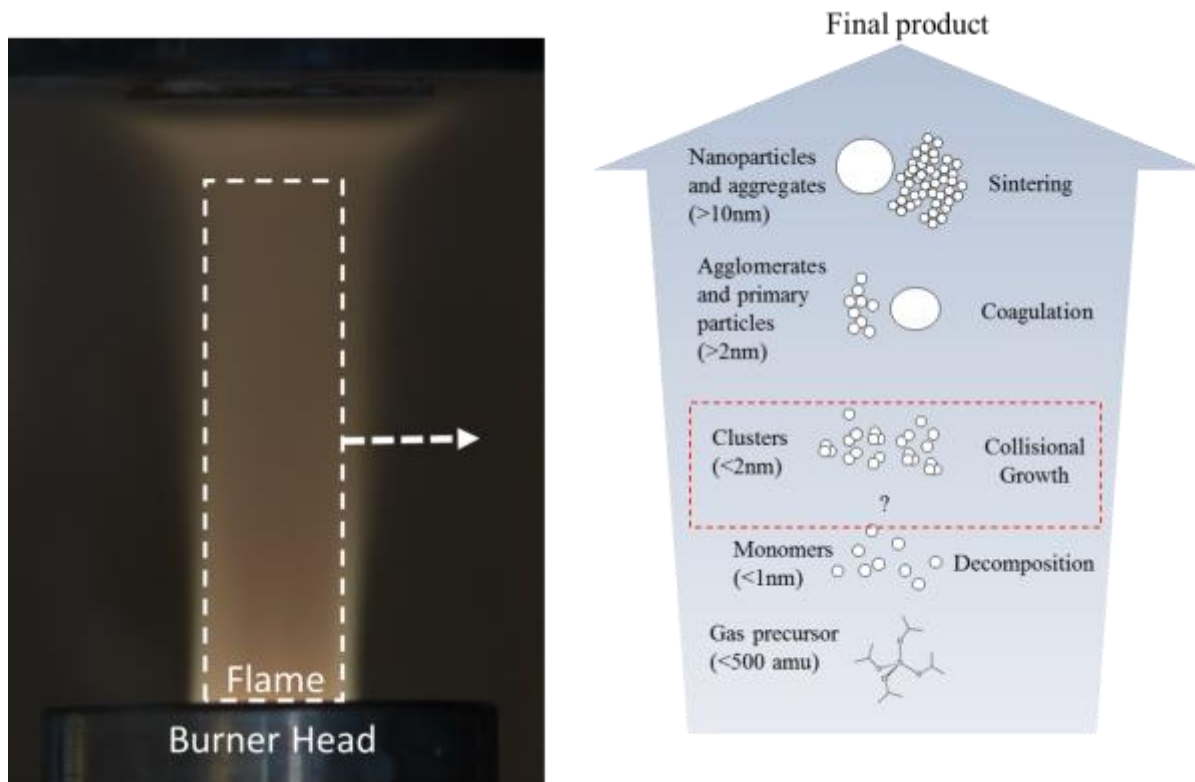 Final product
Nanoparticles
and aggregates
(>10nm)
Sintering
Agglomerates
and primary
particles
(>2nm)
Coagulation
Clusters
(<2nm)
Collisional
Growth
?
Monomers
(<1nm)
Decomposition
Gas precursor
(<500 amu)
Flame
Burner Head